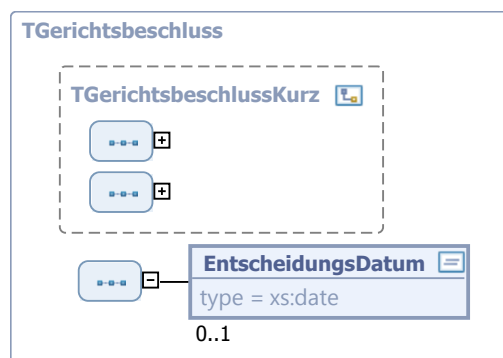 TGerichtsbeschluss
TGerichtsbeschlussKurz
EntscheidungsDatum
type = xs:date
0..1